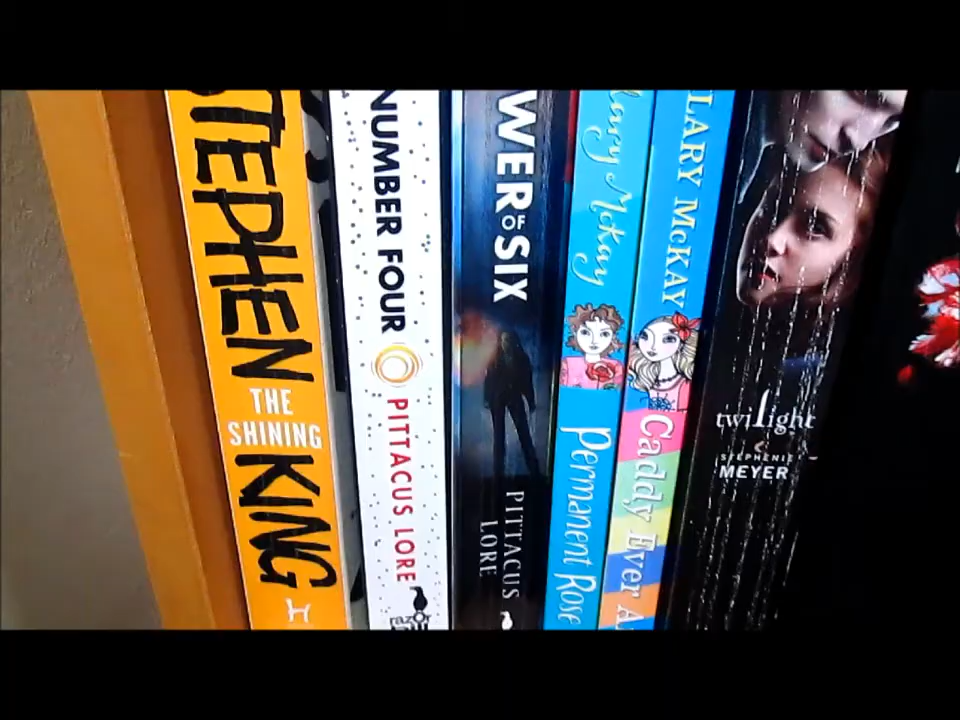 STEPHEN
THE
SHINING
KING
NUMBER FOUR
PITTACUS LORE
WER OF SIX
PITTACUS
LORE
McKay
Permanent Rose
LARY McKAY
Caddy Ever A
twilight
STEPHENIE
MEYER